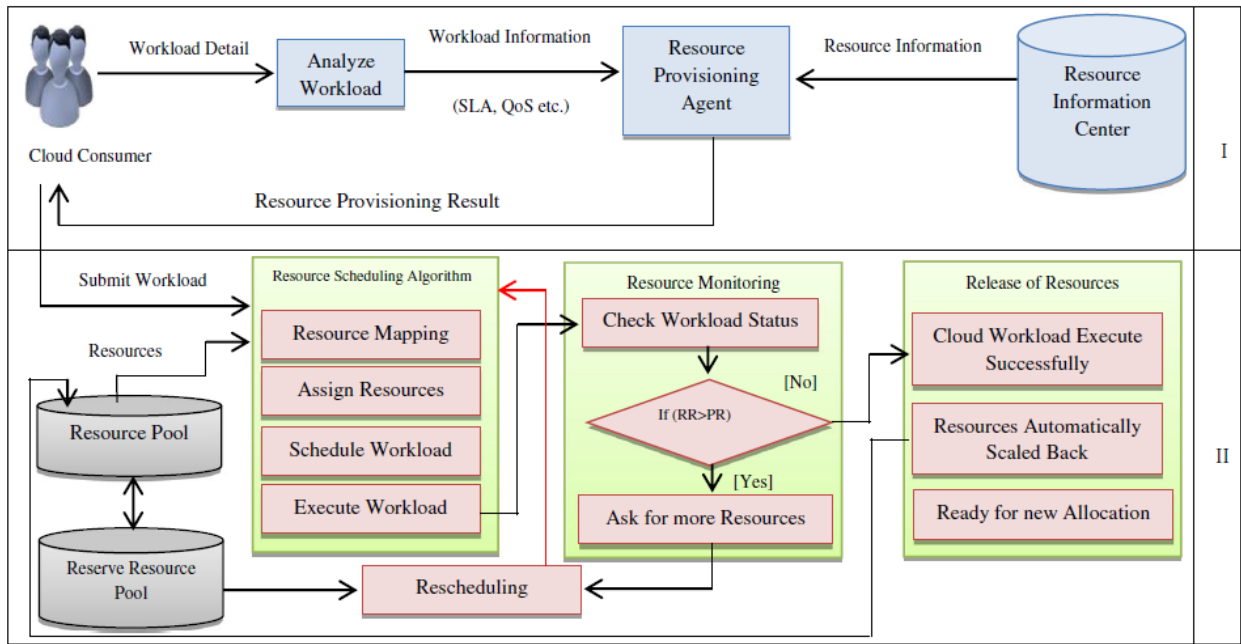 Workload Detail
Analyze
Workload
Workload Information
(SLA, QoS etc.)
Resource
Provisioning
Agent
Resource Information
Resource
Information
Center
Cloud Consumer
Resource Provisioning Result
I
Submit Workload
Resources
Resource Pool
Reserve Resource
Pool
Resource Scheduling Algorithm
Resource Mapping
Assign Resources
Schedule Workload
Execute Workload
Rescheduling
Resource Monitoring
Check Workload Status
[No]
If (RR>PR)
[Yes]
Ask for more Resources
Release of Resources
Cloud Workload Execute
Successfully
Resources Automatically
Scaled Back
Ready for new Allocation
II